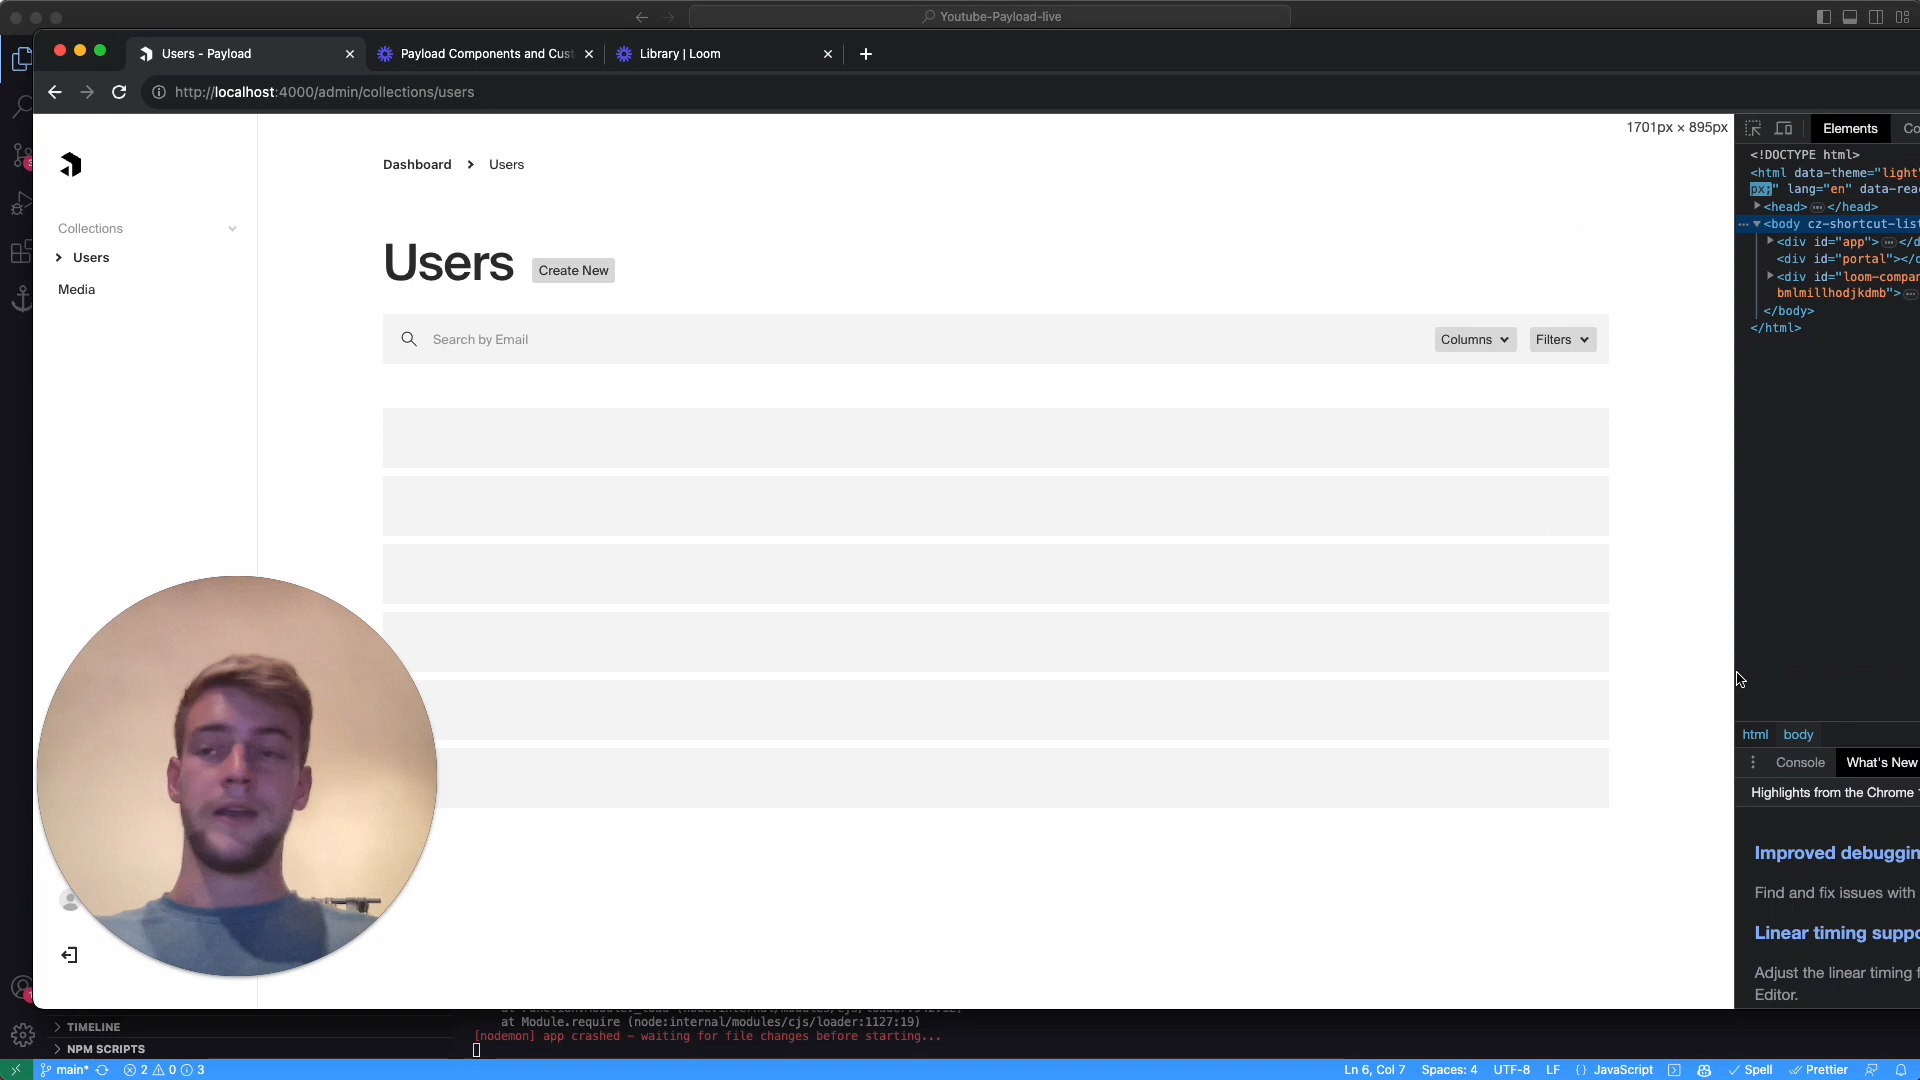 Youtube-Payload-live
Users - Payload
Payload Components and Cust
Library | Loom
http://localhost:4000/admin/collections/users
1701px × 895px
Elements
Co
Dashboard
Users
<!DOCTYPE html>
<html data-theme="light"
px;" lang="en" data-rea
<head> ⋯ </head>
<body cz-shortcut-list
<div id="app"> ⋯ </d
<div id="portal"></d
<div id="loom-compan
bmlmillhodjkdmb"> ⋯
</body>
</html>
Collections
Users
Media
Users
Create New
Search by Email
Columns
Filters
html
body
Console
What's New
Highlights from the Chrome 1
Improved debuggin
Find and fix issues with
Linear timing suppo
Adjust the linear timing f
Editor.
TIMELINE
NPM SCRIPTS
at Module.require (node:internal/modules/cjs/loader:1127:19)
[nodemon] app crashed - waiting for file changes before starting...
main*
2
0
3
Ln 6, Col 7
Spaces: 4
UTF-8
LF
{} JavaScript
Spell
Prettier